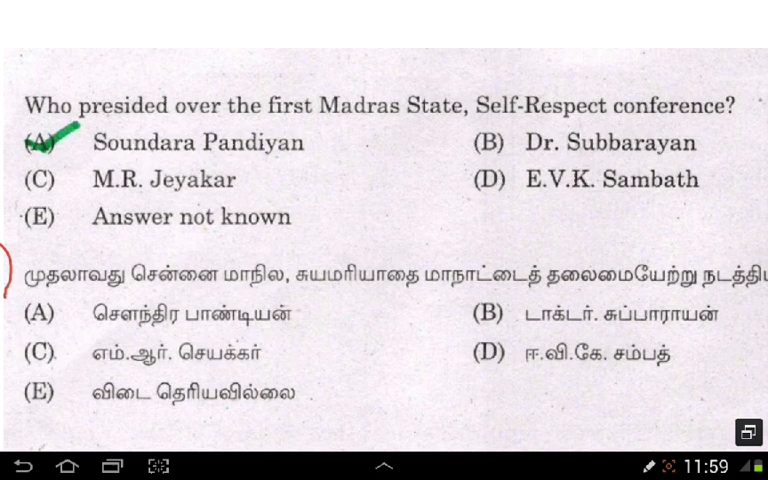 Who presided over the first Madras State, Self-Respect conference?
(A) Soundara Pandiyan (B) Dr. Subbarayan
(C) M.R. Jeyakar (D) E.V.K. Sambath
(E) Answer not known
முதலாவது சென்னை மாநில, சுயமரியாதை மாநாட்டைத் தலைமையேற்று நடத்திய
(A) சௌந்திர பாண்டியன் (B) டாக்டர். சுப்பாராயன்
(C) எம்.ஆர். செயக்கர் (D) ஈ.வி.கே. சம்பத்
(E) விடை தெரியவில்லை
11:59